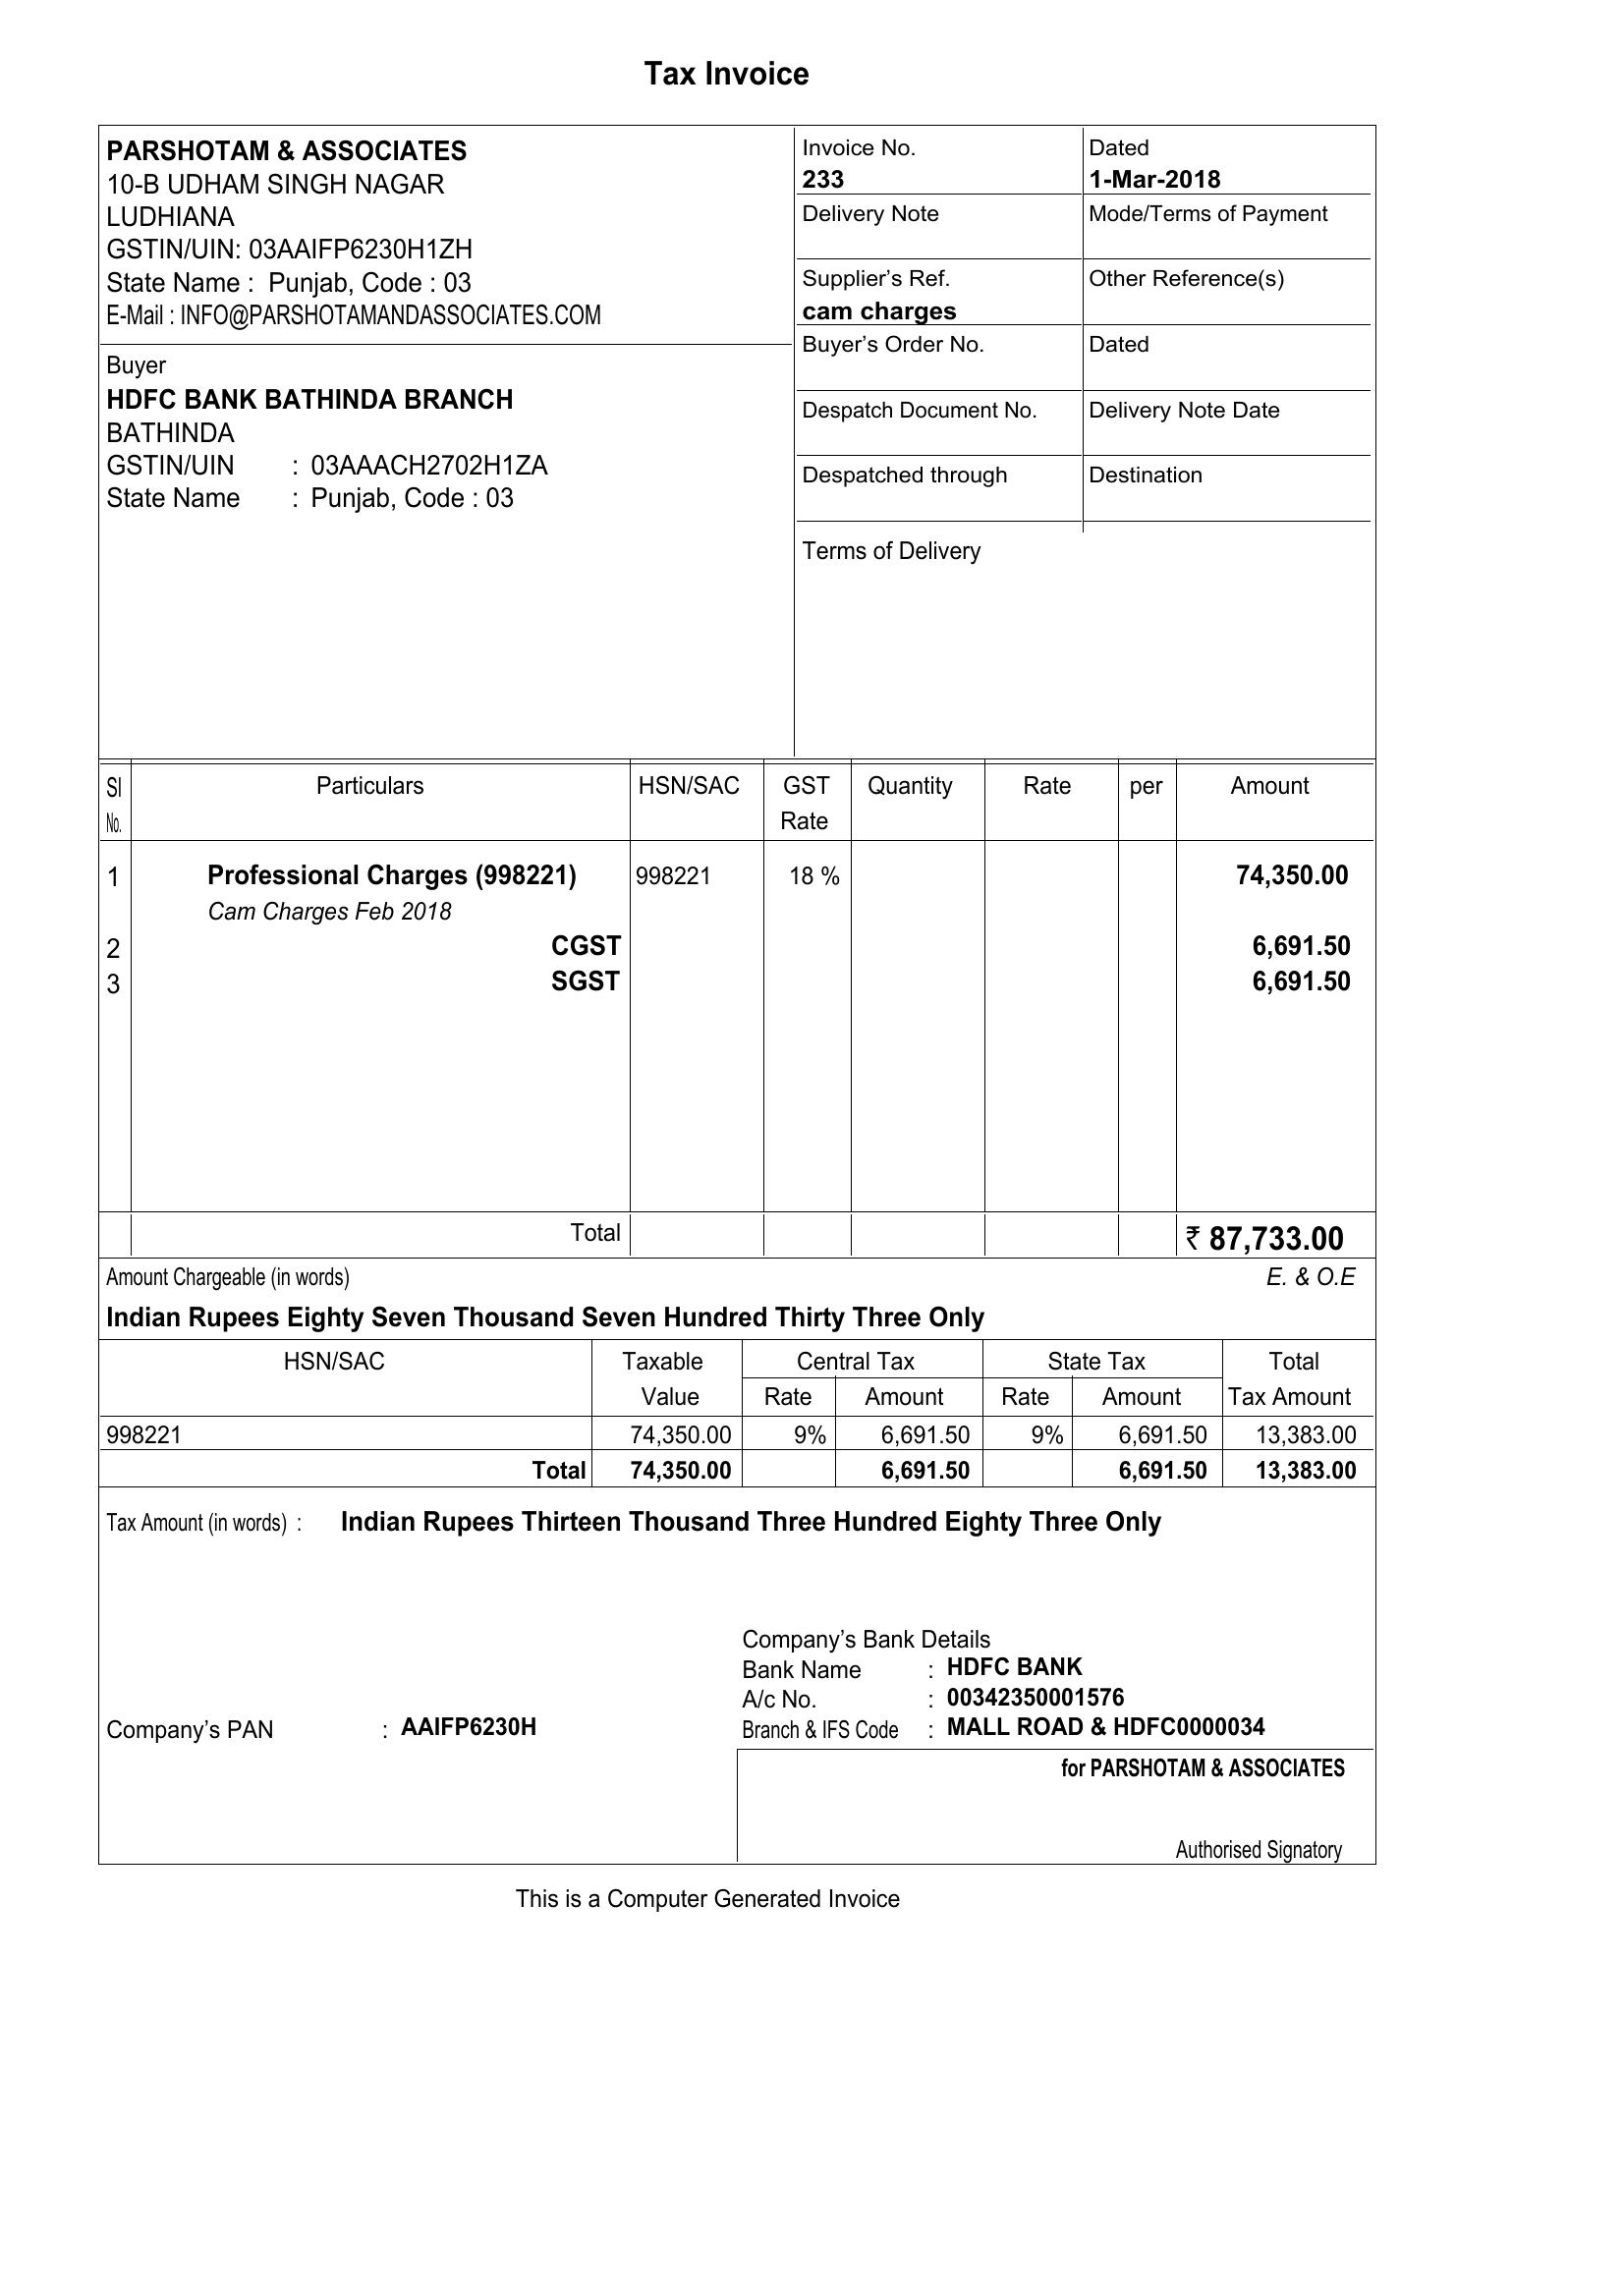 Tax Invoice
PARSHOTAM & ASSOCIATES
10-B UDHAM SINGH NAGAR
LUDHIANA
GSTIN/UIN: 03AAIFP6230H1ZH
State Name : Punjab, Code : 03
E-Mail : INFO@PARSHOTAMANDASSOCIATES.COM
Buyer
HDFC BANK BATHINDA BRANCH
BATHINDA
GSTIN/UIN : 03AAACH2702H1ZA
State Name : Punjab, Code : 03
Invoice No. Dated
233 1-Mar-2018
Delivery Note Mode/Terms of Payment
Supplier’s Ref. Other Reference(s)
cam charges
Buyer’s Order No. Dated
Despatch Document No. Delivery Note Date
Despatched through Destination
Terms of Delivery
Sl Particulars HSN/SAC GST Quantity Rate per Amount
No. Rate
1 Professional Charges (998221) 998221 18 % 74,350.00
Cam Charges Feb 2018
2 CGST 6,691.50
3 SGST 6,691.50
Total ₹ 87,733.00
Amount Chargeable (in words) E. & O.E
Indian Rupees Eighty Seven Thousand Seven Hundred Thirty Three Only
HSN/SAC Taxable Central Tax State Tax Total
Value Rate Amount Rate Amount Tax Amount
998221 74,350.00 9% 6,691.50 9% 6,691.50 13,383.00
Total 74,350.00 6,691.50 6,691.50 13,383.00
Tax Amount (in words) : Indian Rupees Thirteen Thousand Three Hundred Eighty Three Only
Company’s Bank Details
Bank Name : HDFC BANK
A/c No. : 00342350001576
Company’s PAN : AAIFP6230H Branch & IFS Code : MALL ROAD & HDFC0000034
for PARSHOTAM & ASSOCIATES
Authorised Signatory
This is a Computer Generated Invoice